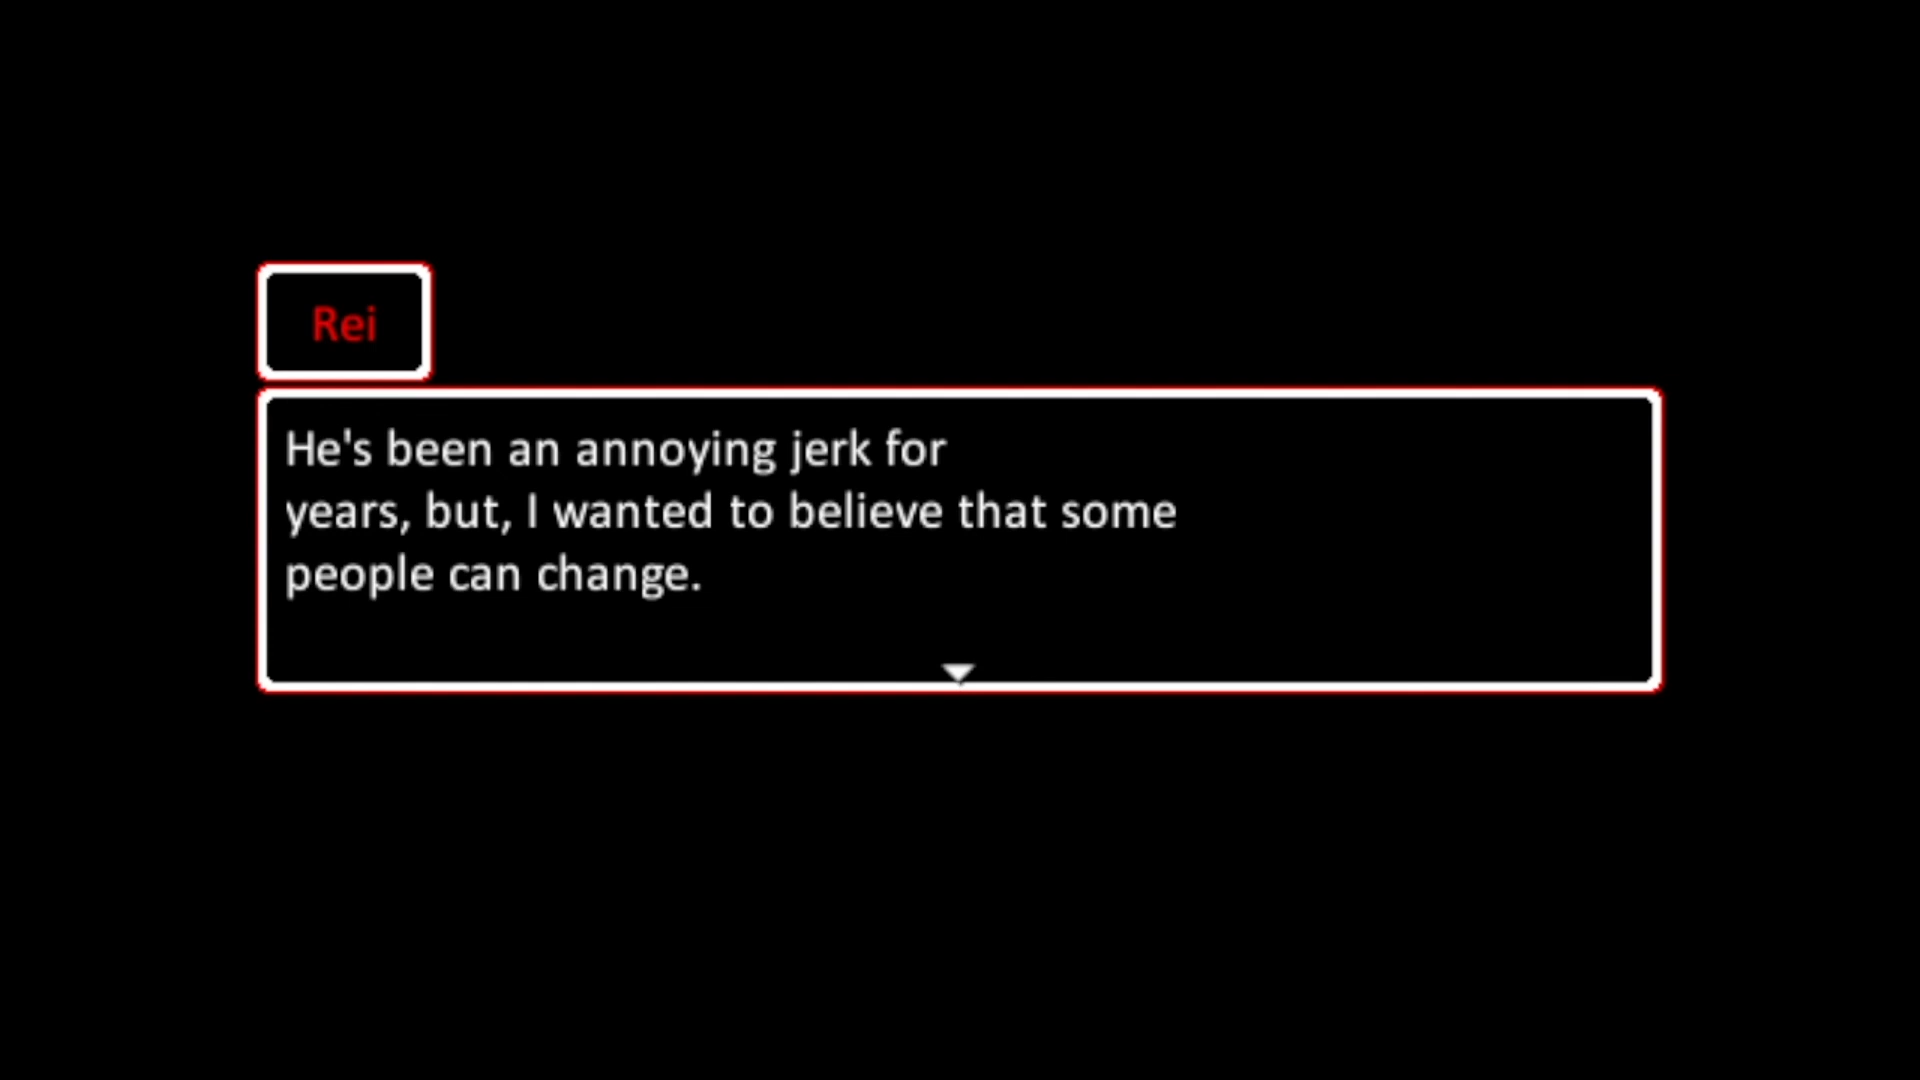 Rei
He's been an annoying jerk for
years, but, I wanted to believe that some
people can change.